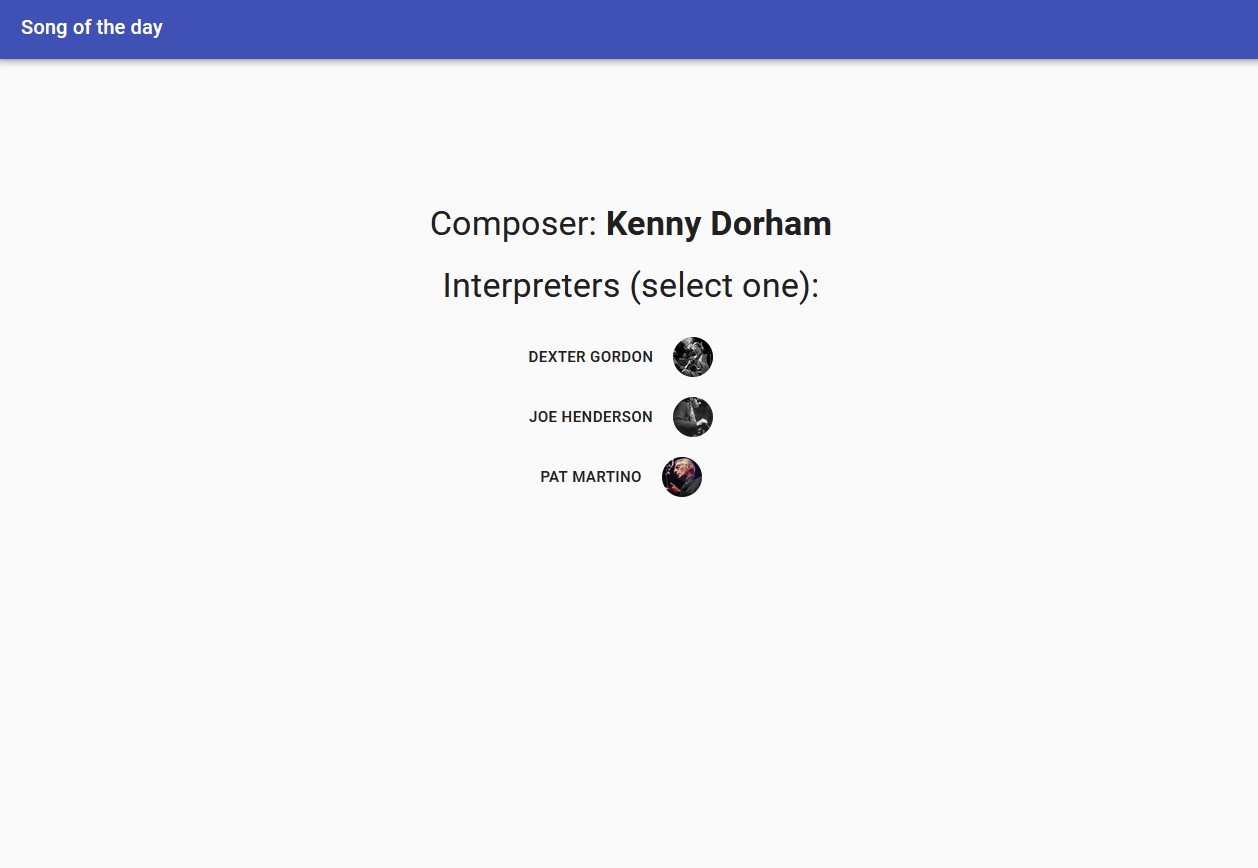 Song of the day
Composer: Kenny Dorham
Interpreters (select one):
DEXTER GORDON
JOE HENDERSON
PAT MARTINO